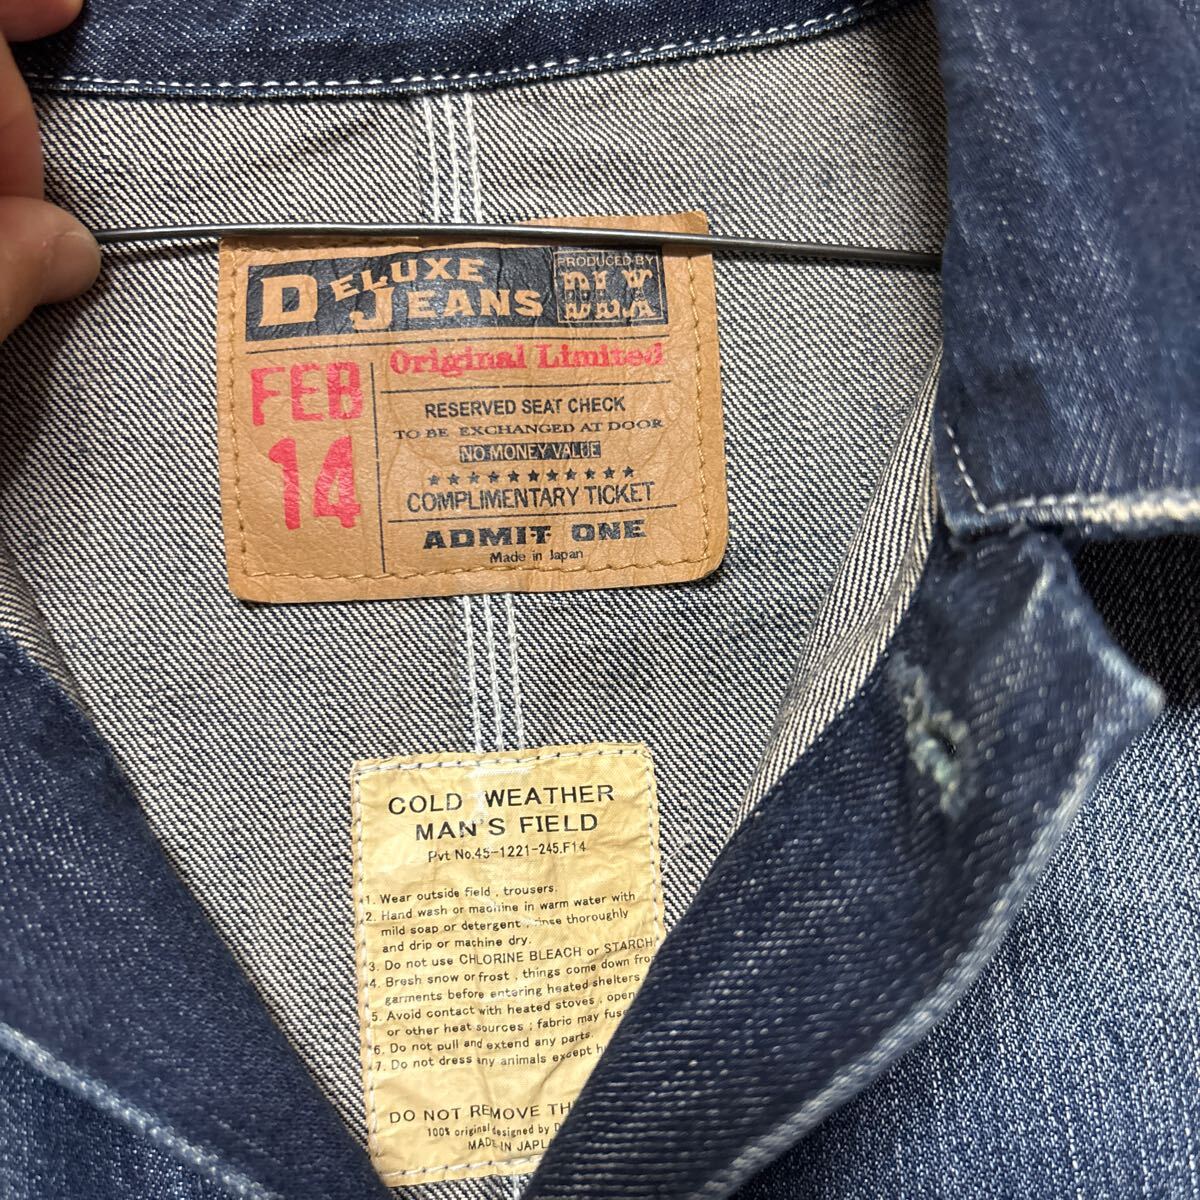 DELUXE
JEANS
PRODUCED BY
DLX
FEB
14
Original Limited
RESERVED SEAT CHECK
TO BE EXCHANGED AT DOOR
NO MONEY VALUE
★★★★★★★★★★★
COMPLIMENTARY TICKET
ADMIT ONE
Made in Japan
COLD WEATHER
MAN'S FIELD
Pvt No.45-1221-245.F14
1. Wear outside field , trousers.
2. Hand wash or machine in warm water with
mild soap or detergent ; rinse thoroughly
and drip or machine dry.
3. Do not use CHLORINE BLEACH or STARCH
4. Bresh snow or frost , things come down from
garments before entering heated shelters
5. Avoid contact with heated stoves , open
or other heat sources ; fabric may fuse
6. Do not pull and extend any parts.
7. Do not dress any animals except
DO NOT REMOVE
100% original designed by
MADE IN JAPAN